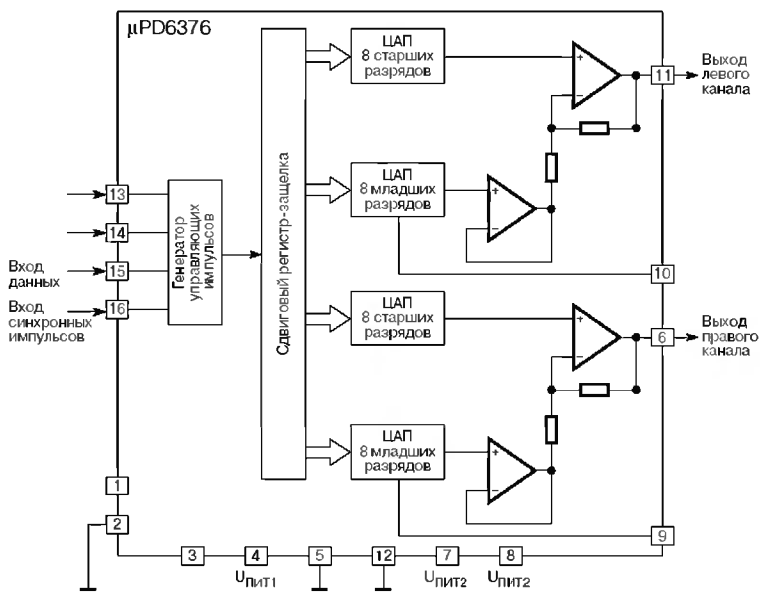 μPD6376
ЦАП
8 старших
разрядов
Выход
левого
канала
11
ЦАП
8 младших
разрядов
13
14
Вход
данных
15
Вход
синхронных
импульсов
16
Генератор
управляющих
импульсов
Сдвиговый регистр-защелка
10
ЦАП
8 старших
разрядов
6
Выход
правого
канала
ЦАП
8 младших
разрядов
9
1
2
3
4
5
12
7
8
UПИТ1
UПИТ2
UПИТ2
+
−
+
−
+
−
+
−